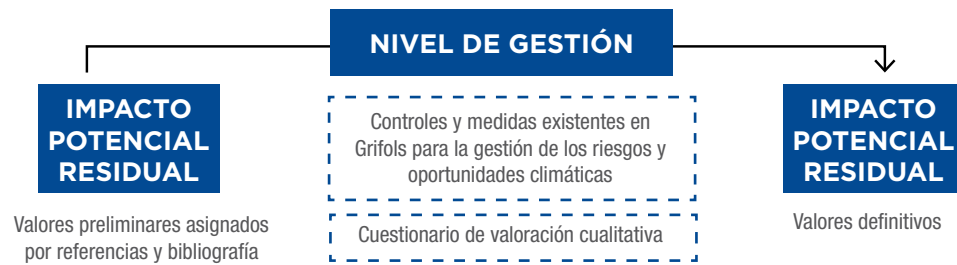 NIVEL DE GESTIÓN
IMPACTO
POTENCIAL
RESIDUAL
Valores preliminares asignados
por referencias y bibliografía
Controles y medidas existentes en
Grifols para la gestión de los riesgos y
oportunidades climáticas
Cuestionario de valoración cualitativa
IMPACTO
POTENCIAL
RESIDUAL
Valores definitivos